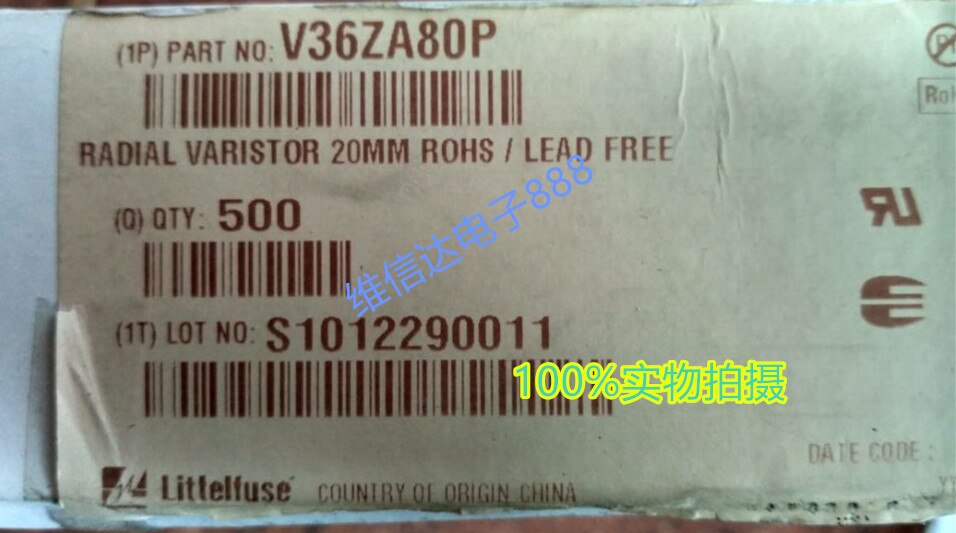 (1P) PART NO: V36ZA80P
RADIAL VARISTOR 20MM ROHS / LEAD FREE
(Q) QTY: 500
维信达电子888
(1T) LOT NO: S1012290011
100%实物拍摄
DATE CODE:
Littelfuse COUNTRY OF ORIGIN CHINA